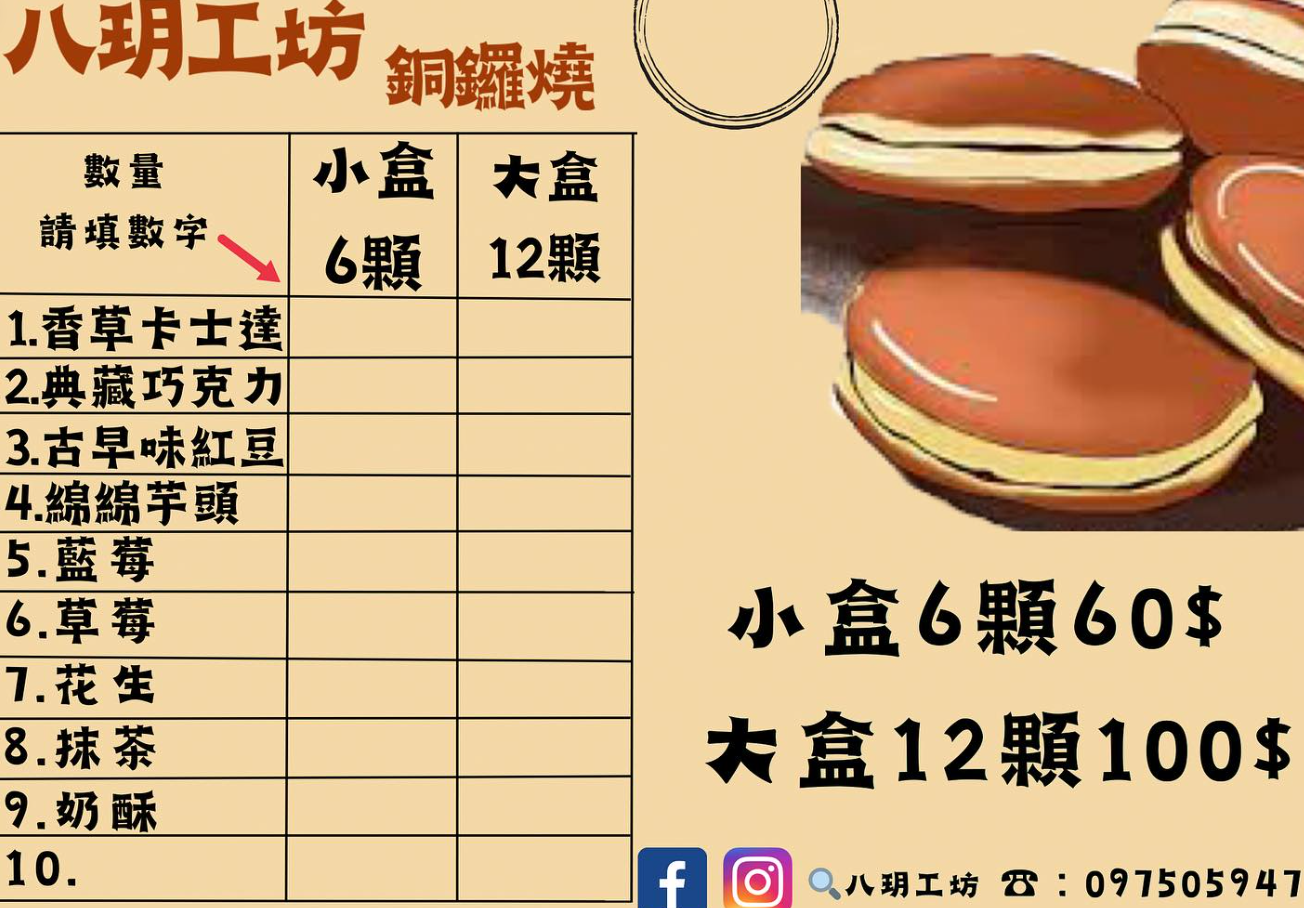 八玥工坊 銅鑼燒
數量
請填數字
小盒
6顆
大盒
12顆
1.香草卡士達
2.典藏巧克力
3.古早味紅豆
4.綿綿芋頭
5.藍莓
6.草莓
7.花生
8.抹茶
9.奶酥
10.
小盒6顆60$
大盒12顆100$
八玥工坊 ☎:097505947